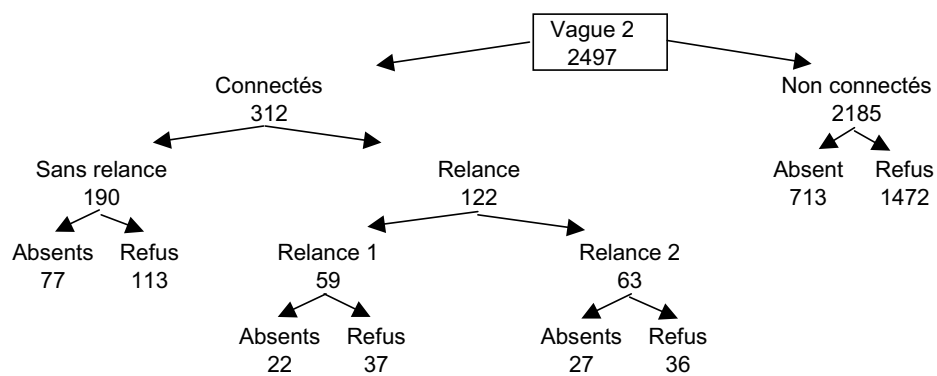 Vague 2
2497
Connectés
312
Non connectés
2185
Sans relance
190
Relance
122
Absent
713
Refus
1472
Absents
77
Refus
113
Relance 1
59
Relance 2
63
Absents
22
Refus
37
Absents
27
Refus
36